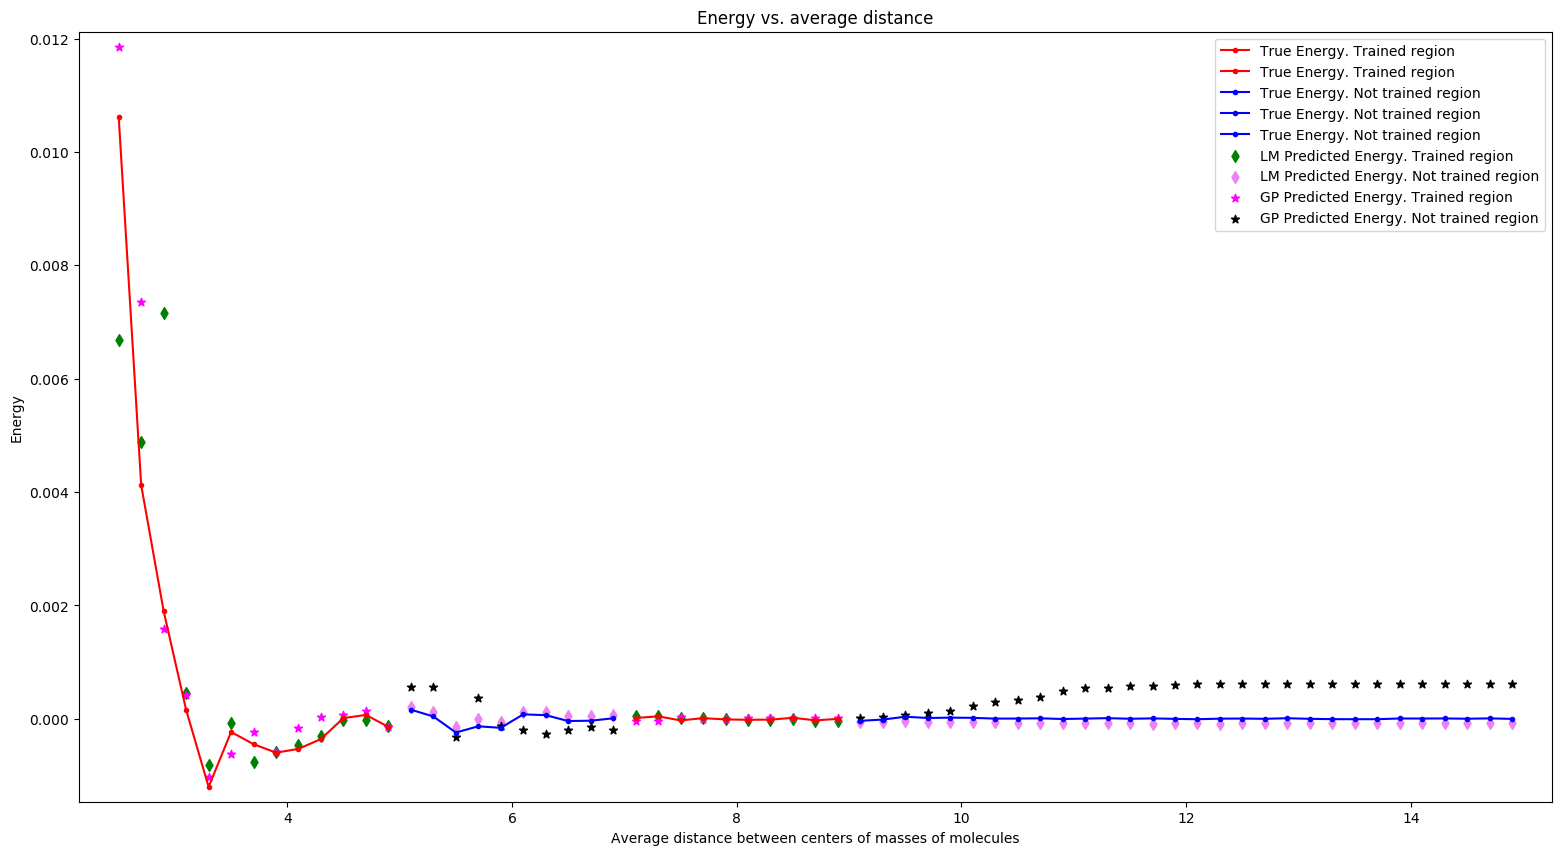 Energy vs. average distance
0.012
0.010
0.008
0.006
0.004
0.002
0.000
Energy
4
6
8
10
12
14
Average distance between centers of masses of molecules
True Energy. Trained region
True Energy. Trained region
True Energy. Not trained region
True Energy. Not trained region
True Energy. Not trained region
LM Predicted Energy. Trained region
LM Predicted Energy. Not trained region
GP Predicted Energy. Trained region
GP Predicted Energy. Not trained region